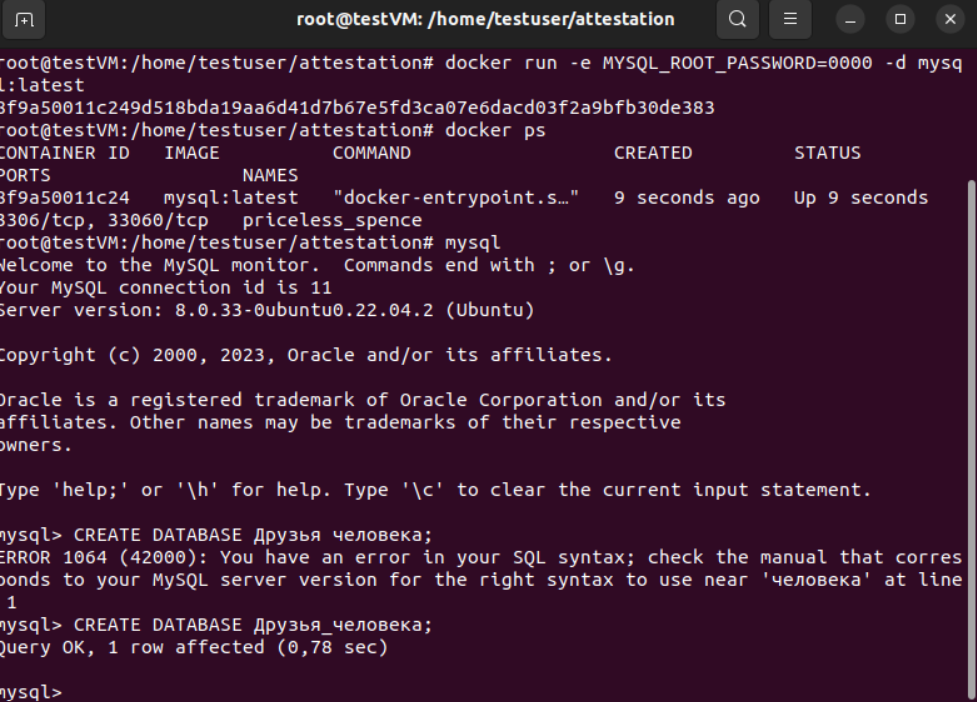 root@testVM: /home/testuser/attestation
root@testVM:/home/testuser/attestation# docker run -e MYSQL_ROOT_PASSWORD=0000 -d mysq
l:latest
8f9a50011c249d518bda19aa6d41d7b67e5fd3ca07e6dacd03f2a9bfb30de383
root@testVM:/home/testuser/attestation# docker ps
CONTAINER ID   IMAGE          COMMAND                  CREATED         STATUS
PORTS                 NAMES
8f9a50011c24   mysql:latest   "docker-entrypoint.s…"   9 seconds ago   Up 9 seconds
3306/tcp, 33060/tcp   priceless_spence
root@testVM:/home/testuser/attestation# mysql
Welcome to the MySQL monitor.  Commands end with ; or \g.
Your MySQL connection id is 11
Server version: 8.0.33-0ubuntu0.22.04.2 (Ubuntu)
Copyright (c) 2000, 2023, Oracle and/or its affiliates.
Oracle is a registered trademark of Oracle Corporation and/or its
affiliates. Other names may be trademarks of their respective
owners.
Type 'help;' or '\h' for help. Type '\c' to clear the current input statement.
mysql> CREATE DATABASE Друзья человека;
ERROR 1064 (42000): You have an error in your SQL syntax; check the manual that corres
ponds to your MySQL server version for the right syntax to use near 'человека' at line
1
mysql> CREATE DATABASE Друзья_человека;
Query OK, 1 row affected (0,78 sec)
mysql>